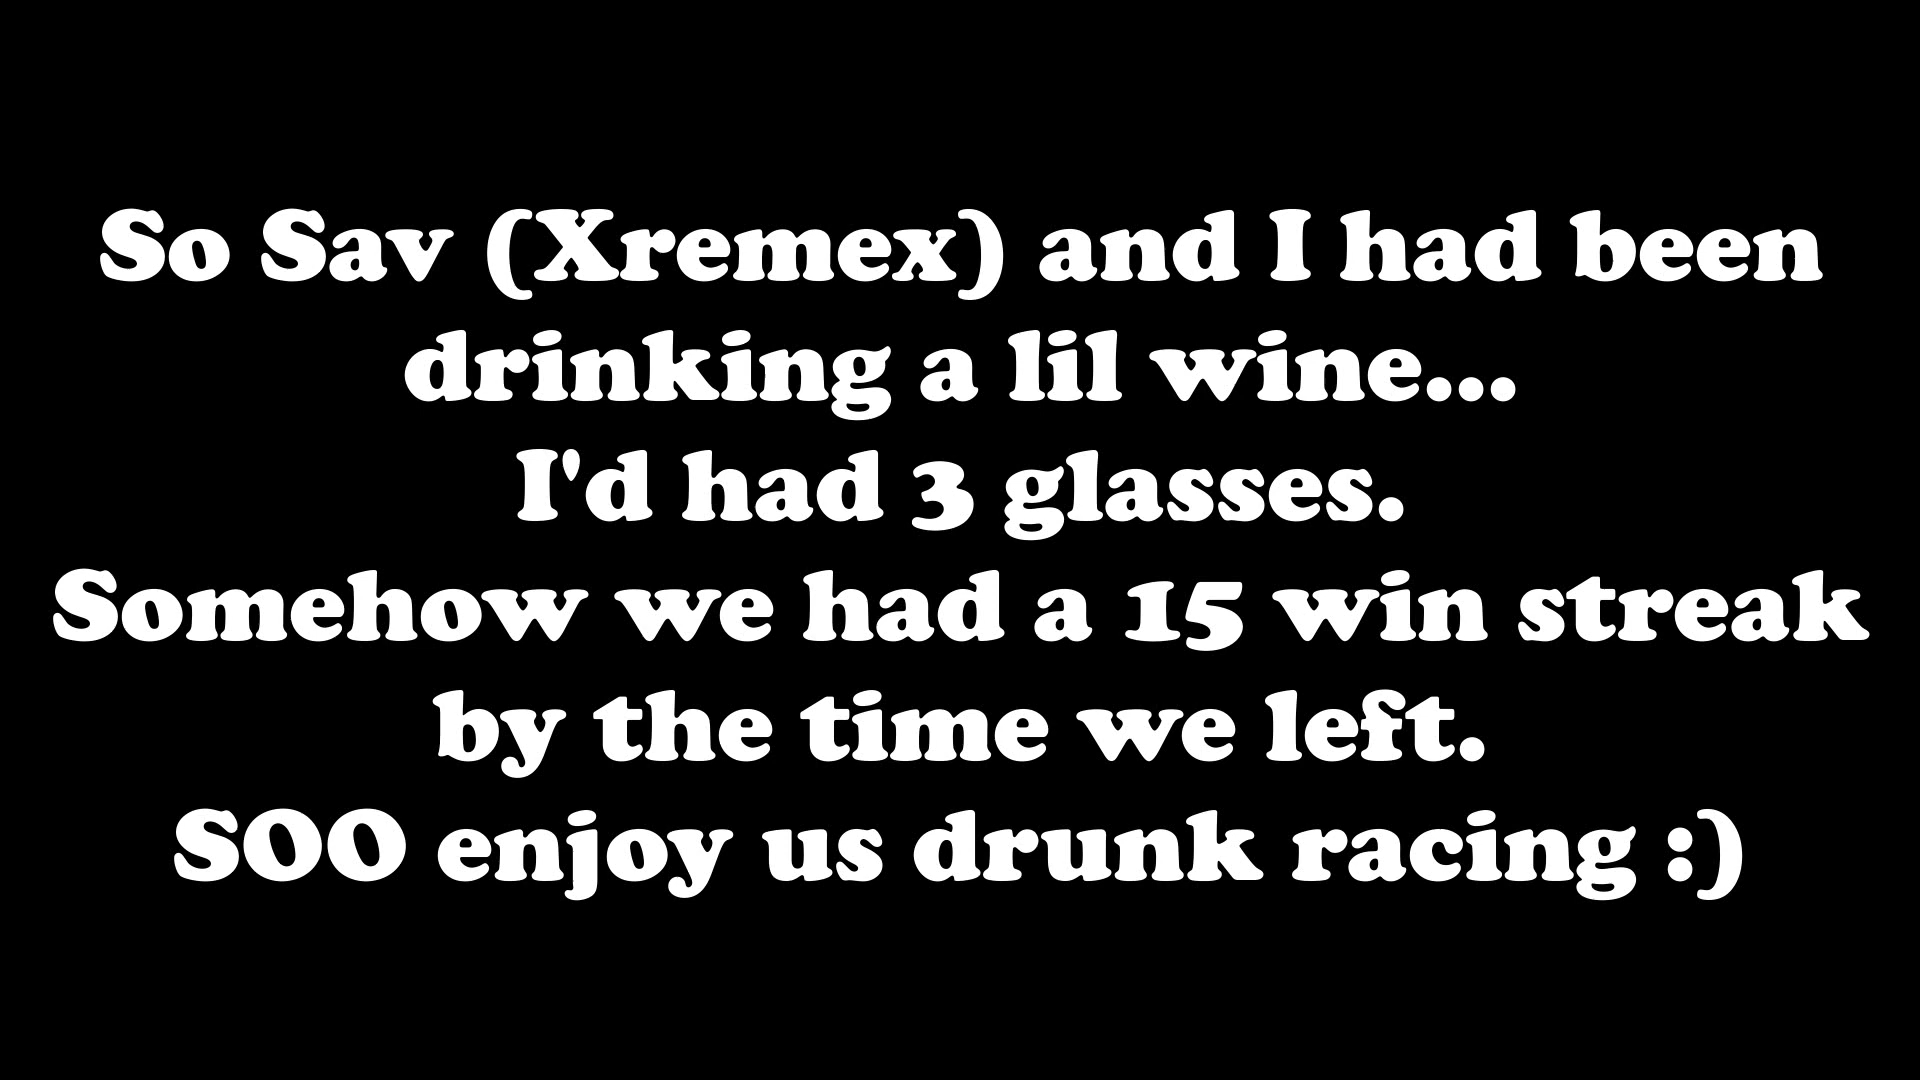 So Sav (Xremex) and I had been
drinking a lil wine...
I'd had 3 glasses.
Somehow we had a 15 win streak
by the time we left.
SOO enjoy us drunk racing :)